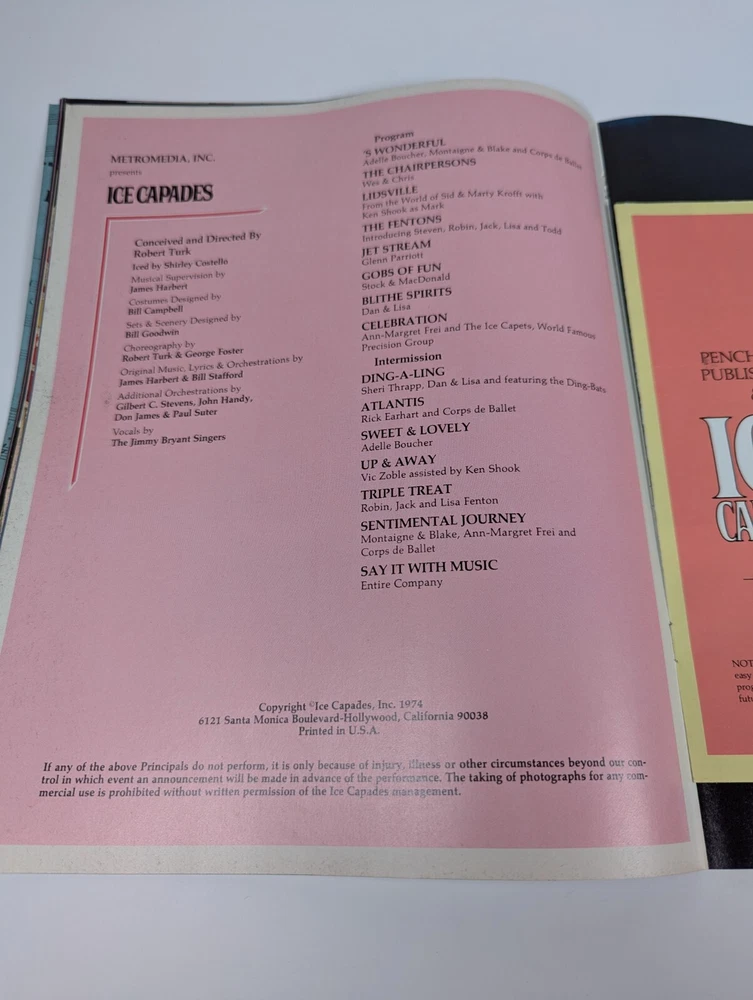 METROMEDIA, INC.
presents
ICE CAPADES
Conceived and Directed By
Robert Turk
Iced by Shirley Costello
Musical Supervision by
James Harbert
Costumes Designed by
Bill Campbell
Sets & Scenery Designed by
Bill Goodwin
Choreography by
Robert Turk & George Foster
Original Music, Lyrics & Orchestrations by
James Harbert & Bill Stafford
Additional Orchestrations by
Gilbert C. Stevens, John Handy,
Don James & Paul Suter
Vocals by
The Jimmy Bryant Singers
Program
'S WONDERFUL
Adelle Boucher, Montaigne & Blake and Corps de Ballet
THE CHAIRPERSONS
Wes & Chris
LIDSVILLE
From the World of Sid & Marty Krofft with
Ken Shook as Mark
THE FENTONS
Introducing Steven, Robin, Jack, Lisa and Todd
JET STREAM
Glenn Parriott
GOBS OF FUN
Stock & MacDonald
BLITHE SPIRITS
Dan & Lisa
CELEBRATION
Ann-Margret Frei and The Ice Capets, World Famous
Precision Group
Intermission
DING-A-LING
Sheri Thrapp, Dan & Lisa and featuring the Ding-Bats
ATLANTIS
Rick Earhart and Corps de Ballet
SWEET & LOVELY
Adelle Boucher
UP & AWAY
Vic Zoble assisted by Ken Shook
TRIPLE TREAT
Robin, Jack and Lisa Fenton
SENTIMENTAL JOURNEY
Montaigne & Blake, Ann-Margret Frei and
Corps de Ballet
SAY IT WITH MUSIC
Entire Company
Copyright ©Ice Capades, Inc. 1974
6121 Santa Monica Boulevard-Hollywood, California 90038
Printed in U.S.A.
If any of the above Principals do not perform, it is only because of injury, illness or other circumstances beyond our con-
trol in which event an announcement will be made in advance of the performance. The taking of photographs for any com-
mercial use is prohibited without written permission of the Ice Capades management.
PENCH
PUBLIS
IC
CA
NOT
easy
prog
futu